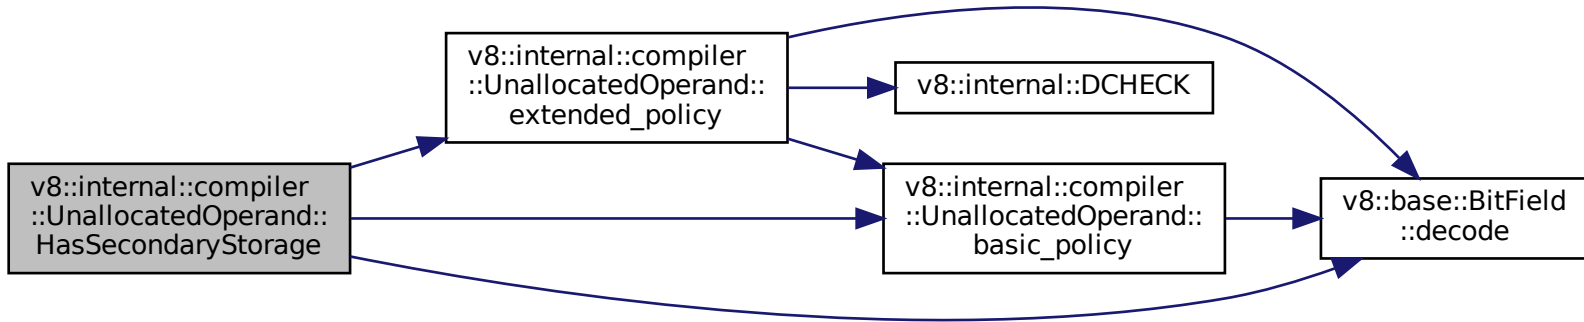 v8::internal::compiler
::UnallocatedOperand::
HasSecondaryStorage
v8::internal::compiler
::UnallocatedOperand::
extended_policy
v8::internal::DCHECK
v8::internal::compiler
::UnallocatedOperand::
basic_policy
v8::base::BitField
::decode